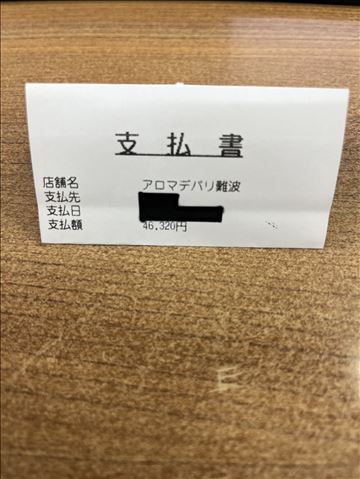 支払書
店舗名 アロマデバリ難波
支払先
支払日
支払額 46,320円